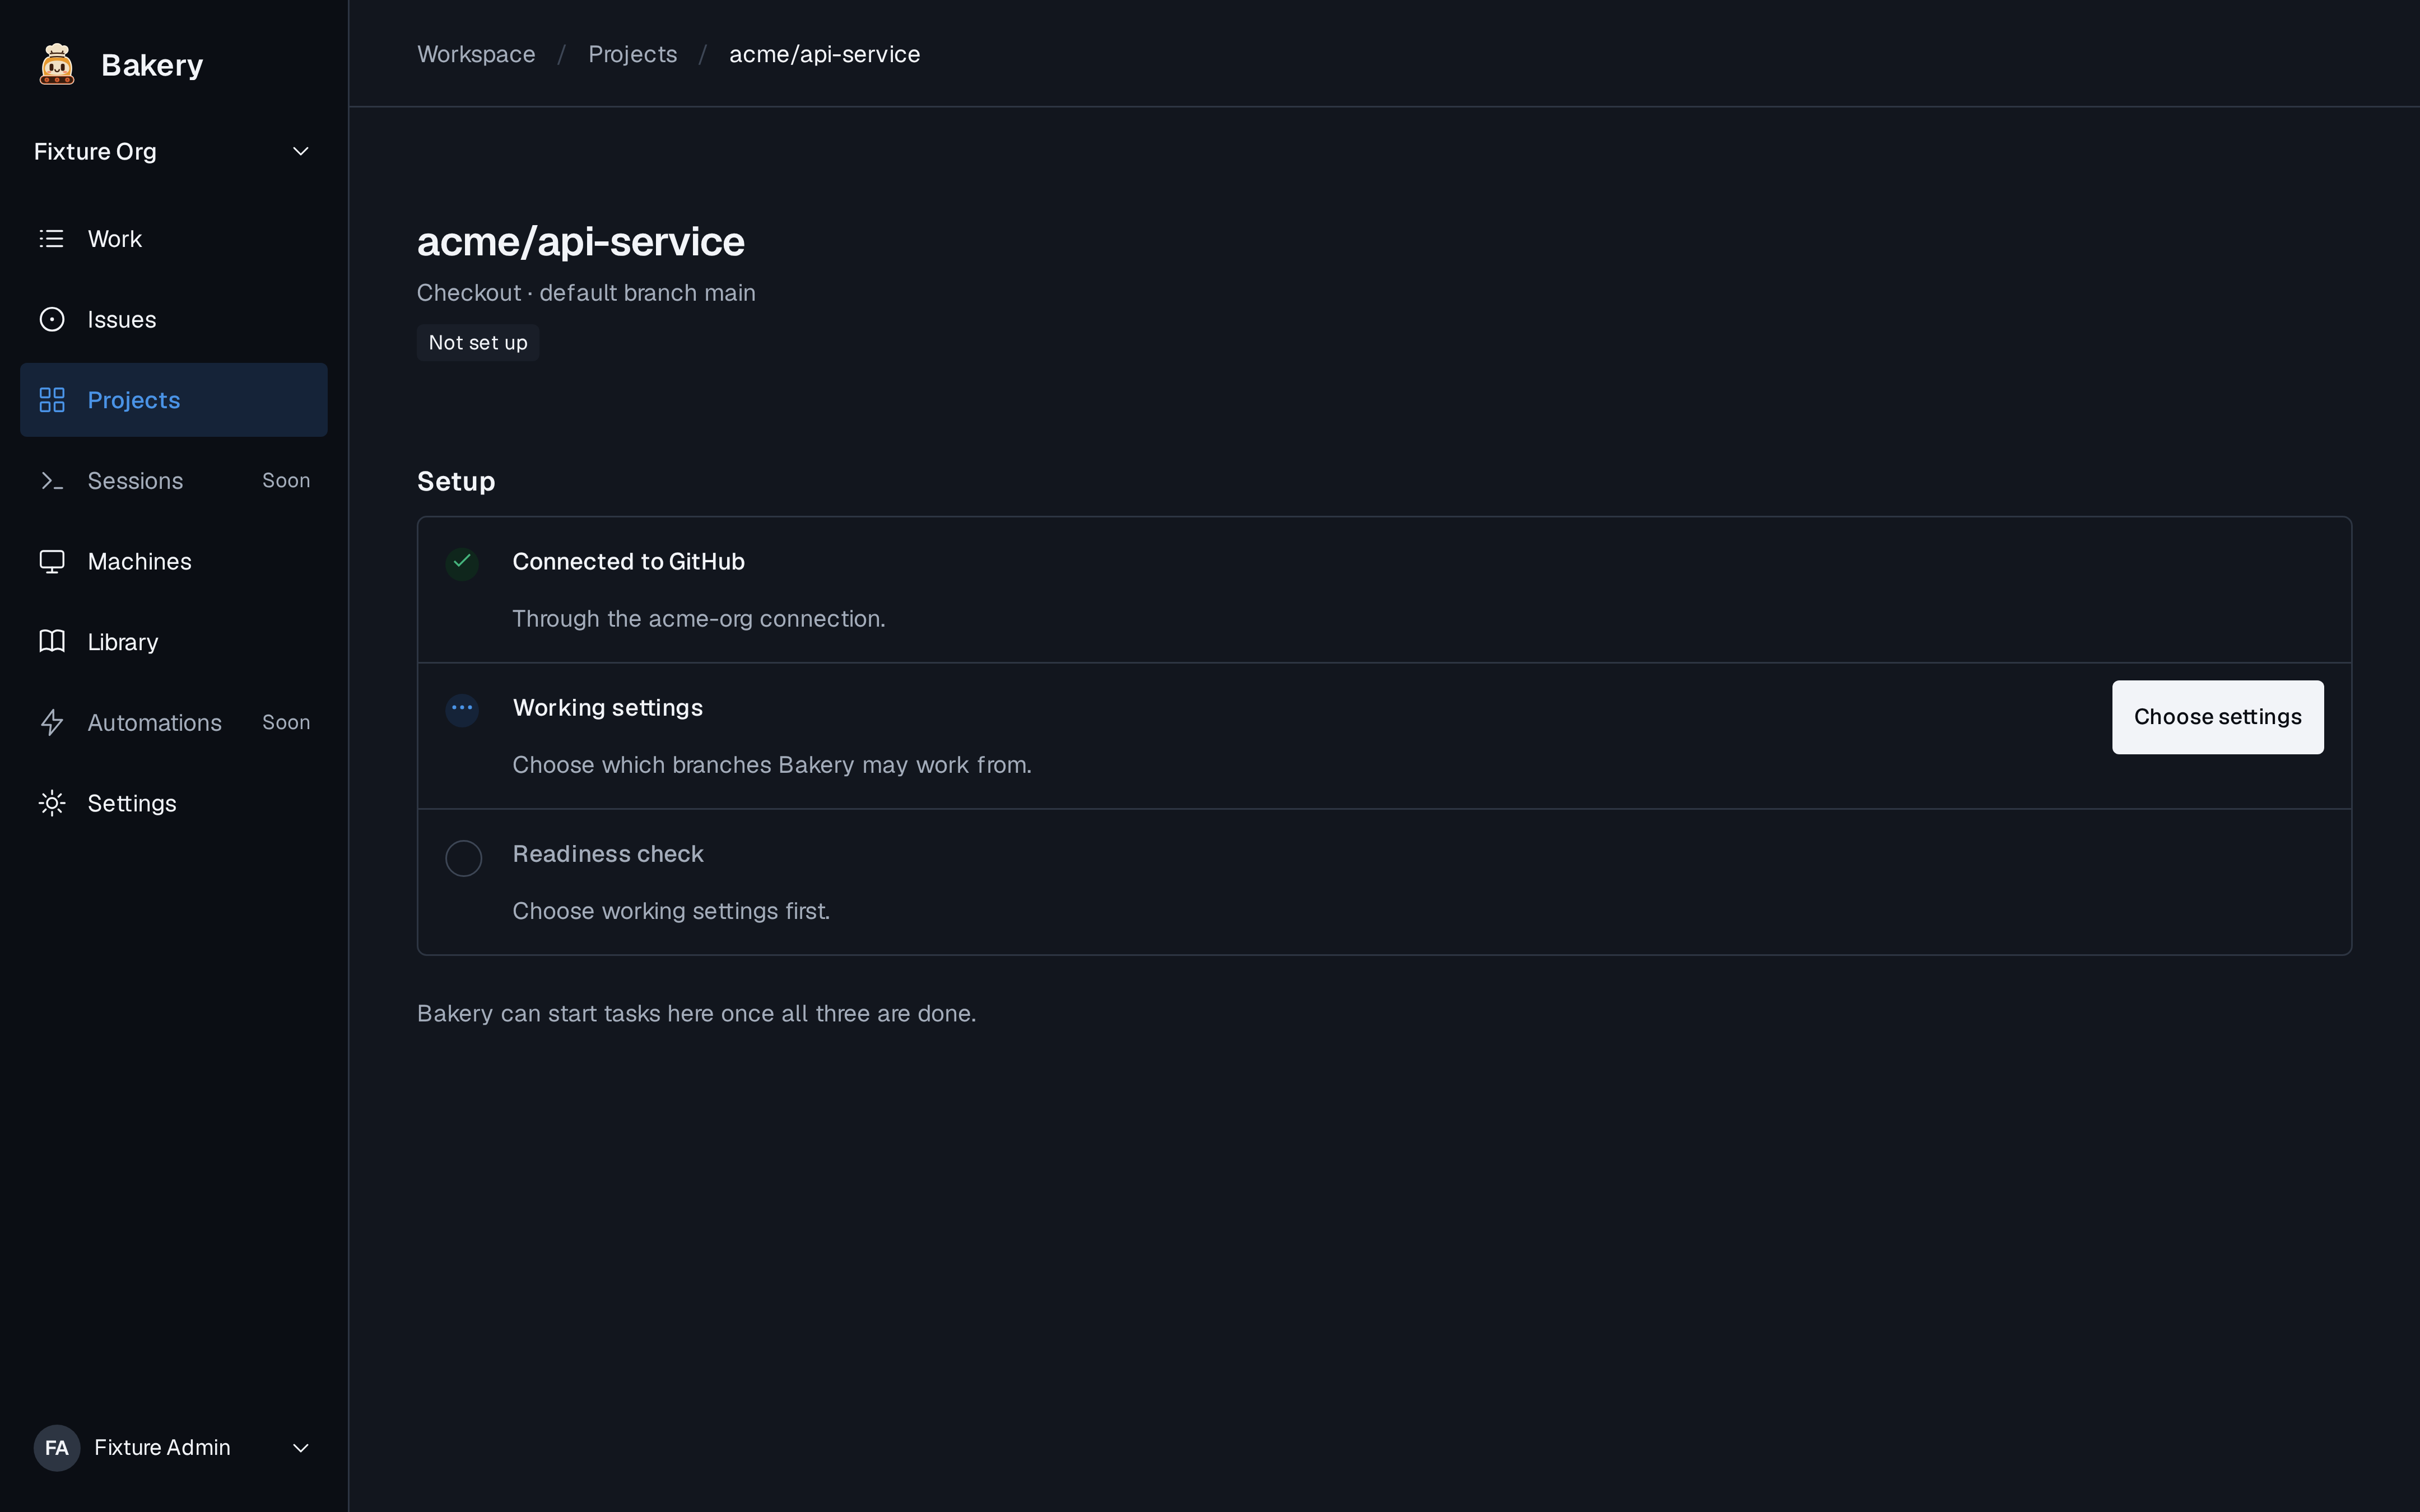 Bakery
Fixture Org
Work
Issues
Projects
Sessions Soon
Machines
Library
Automations Soon
Settings
FA Fixture Admin
Workspace / Projects / acme/api-service
acme/api-service
Checkout · default branch main
Not set up
Setup
Connected to GitHub
Through the acme-org connection.
Working settings
Choose which branches Bakery may work from.
Choose settings
Readiness check
Choose working settings first.
Bakery can start tasks here once all three are done.